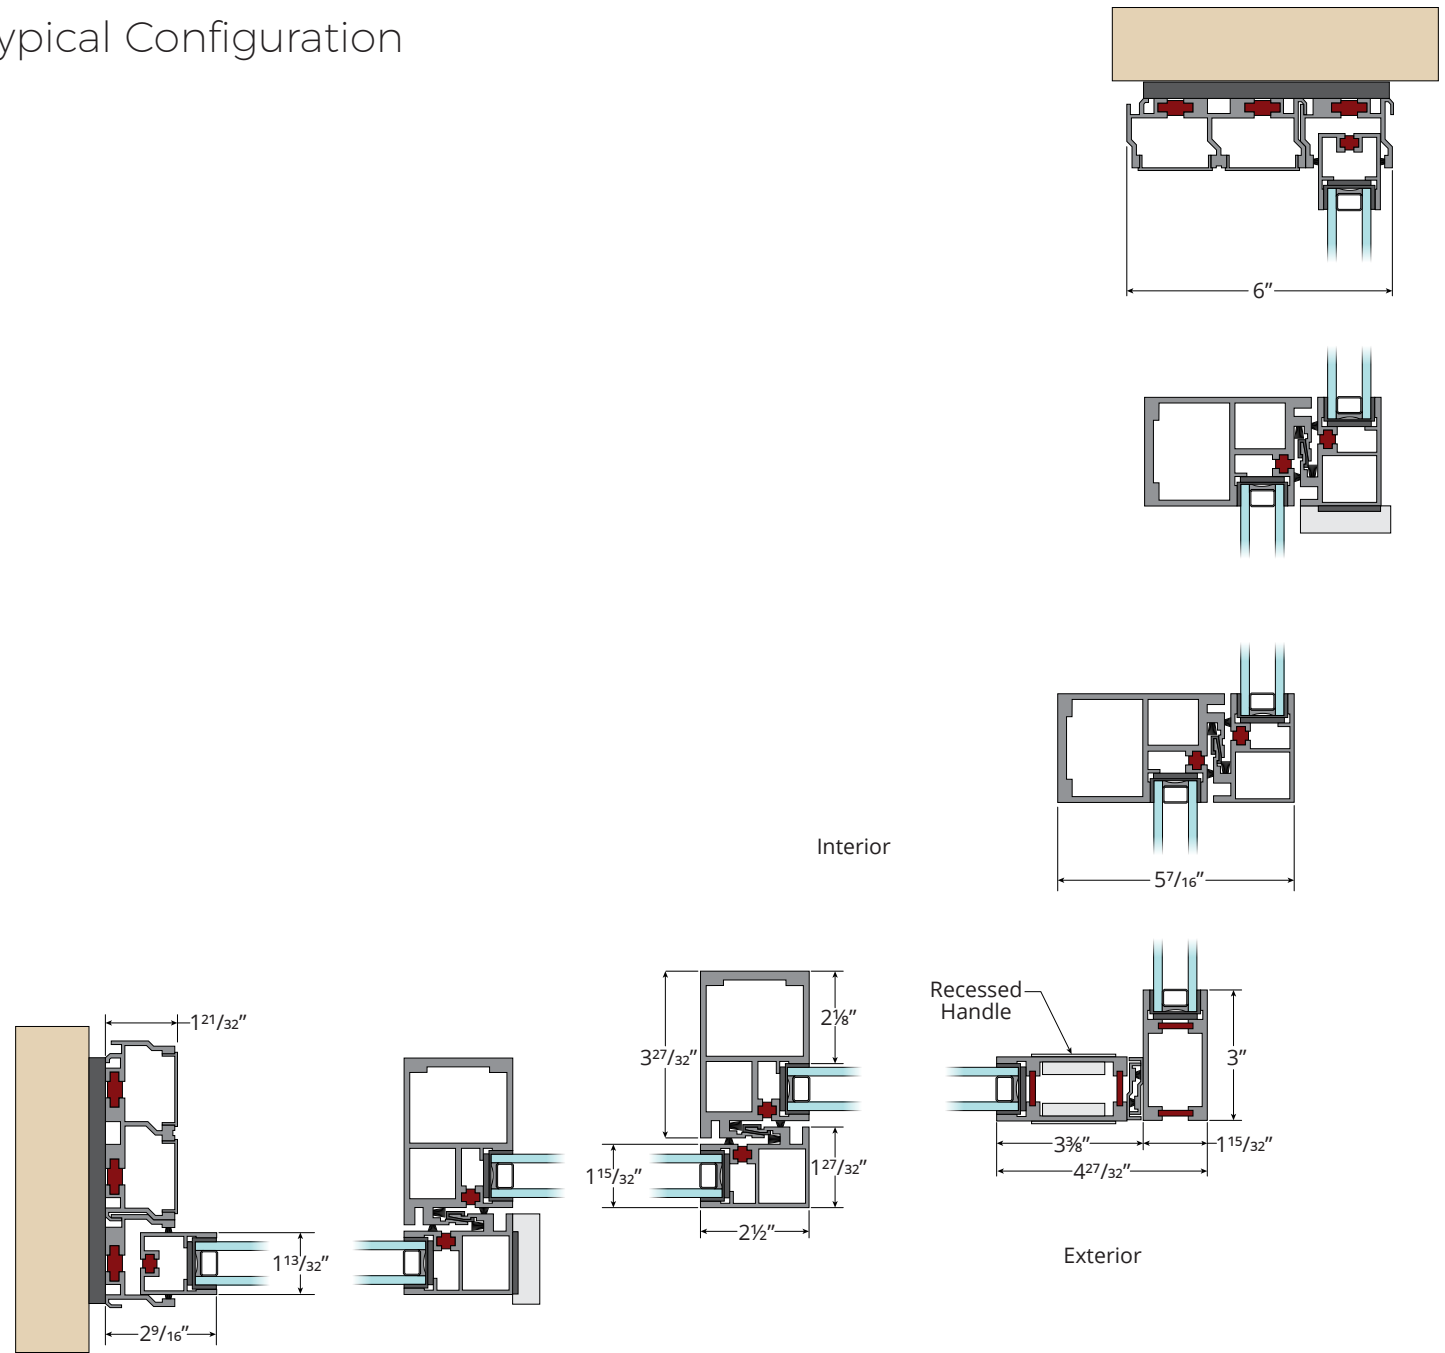 ypical Configuration
6”
Interior
5⁷/₁₆”
Recessed
Handle
1²¹/₃₂”
2⅛”
3²⁷/₃₂”
3”
1¹⁵/₃₂”
1²⁷/₃₂”
3⅜”
1¹⁵/₃₂”
4²⁷/₃₂”
2½”
Exterior
1¹³/₃₂”
2⁹/₁₆”